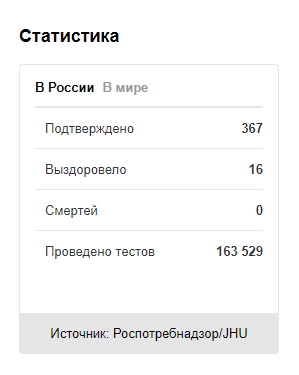 Статистика
В России В мире
Подтверждено 367
Выздоровело 16
Смертей 0
Проведено тестов 163 529
Источник: Роспотребнадзор/JHU